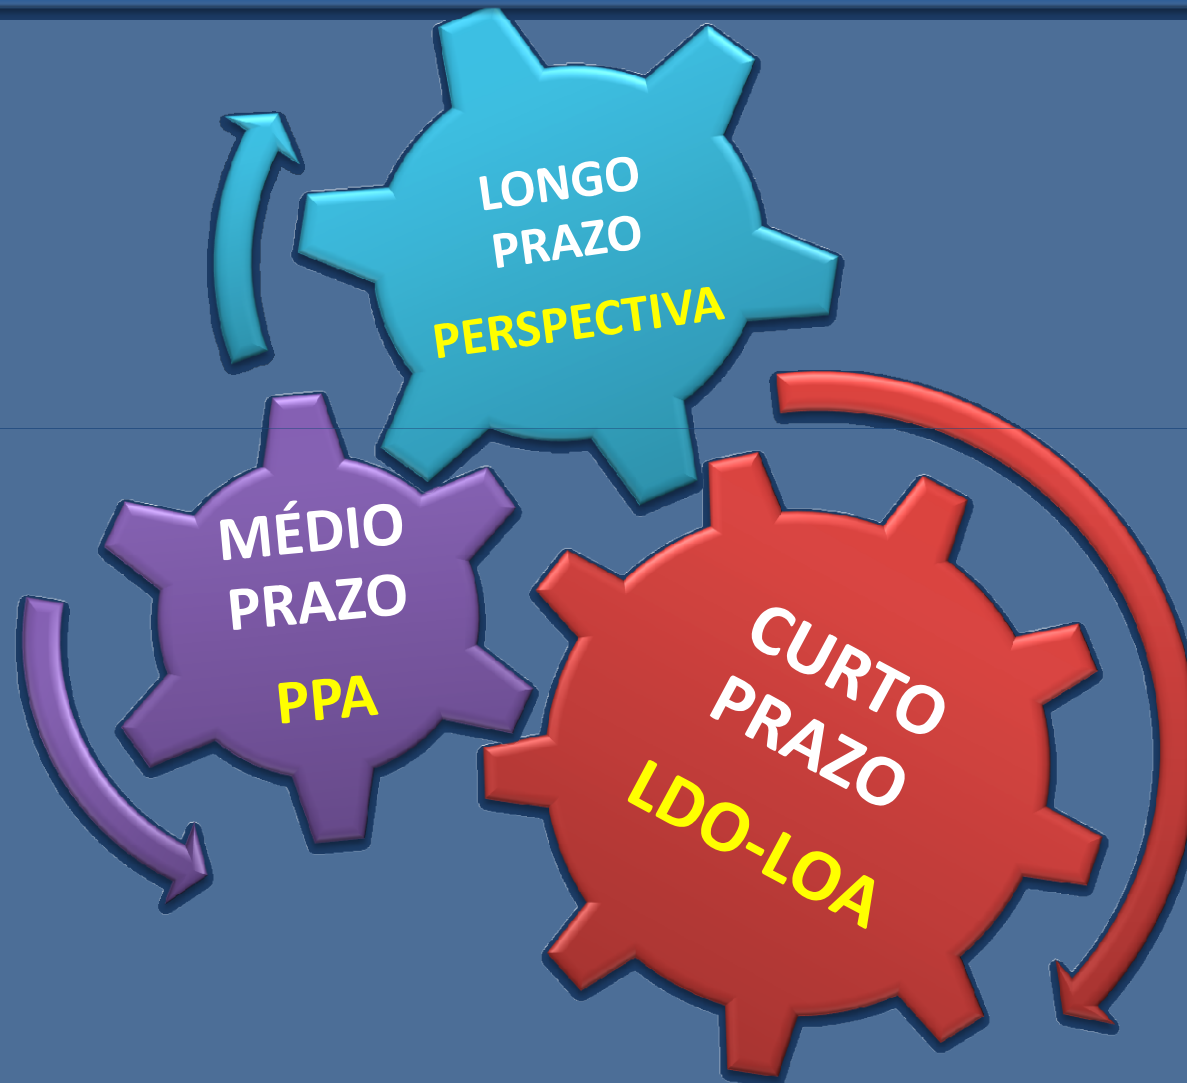 LONGO
PRAZO
PERSPECTIVA
MÉDIO
PRAZO
PPA
CURTO
PRAZO
LDO-LOA